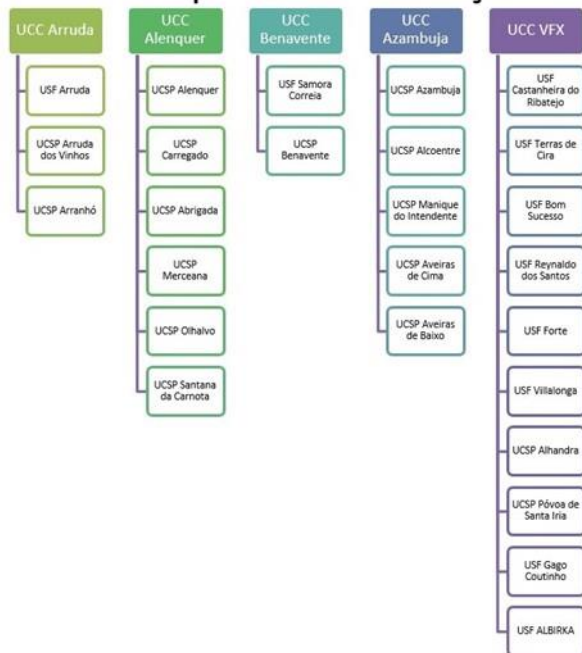 UCC Arruda
USF Arruda
UCSP Arruda
dos Vinhos
UCSP Arranhó
UCC
Alenquer
UCSP Alenquer
UCSP
Carregado
UCSP Abrigada
UCSP
Merceana
UCSP Olhalvo
UCSP Santana
da Carnota
UCC
Benavente
USF Samora
Correia
UCSP
Benavente
UCC
Azambuja
UCSP Azambuja
UCSP Alcoentre
UCSP Manique
do Intendente
UCSP Aveiras
de Cima
UCSP Aveiras
de Baixo
UCC VFX
USF
Castanheira do
Ribatejo
USF Terras de
Cira
USF Bom
Sucesso
USF Reynaldo
dos Santos
USF Forte
USF Villalonga
UCSP Alhandra
UCSP Póvoa de
Santa Iria
USF Gago
Coutinho
USF ALBIRKA